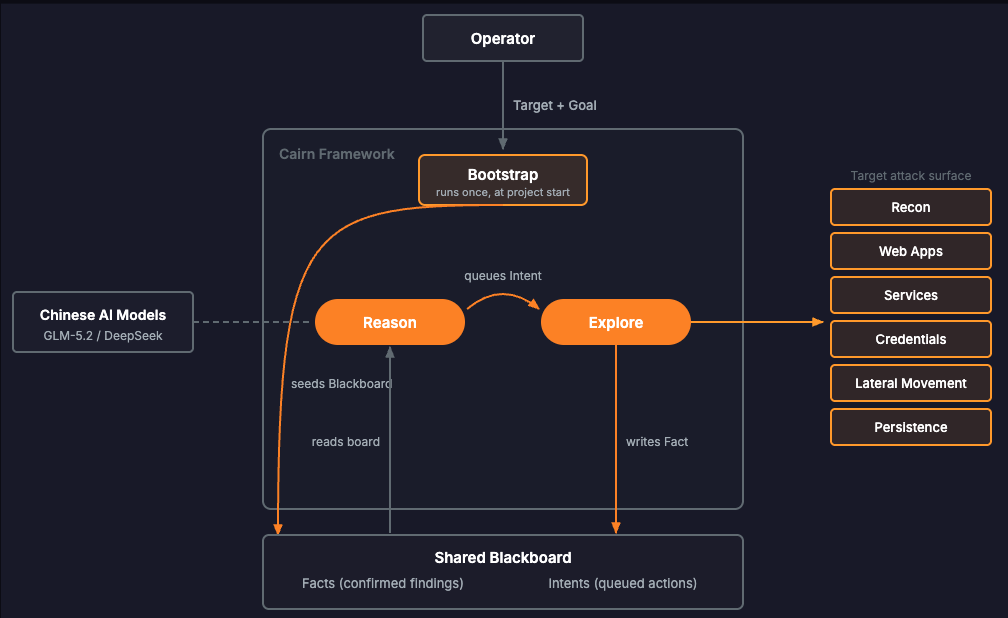 Operator
Target + Goal
Cairn Framework
Bootstrap
runs once, at project start
Target attack surface
Recon
Web Apps
Services
Credentials
Lateral Movement
Persistence
queues Intent
Chinese AI Models
GLM-5.2 / DeepSeek
Reason
Explore
seeds Blackboard
reads board
writes Fact
Shared Blackboard
Facts (confirmed findings)
Intents (queued actions)